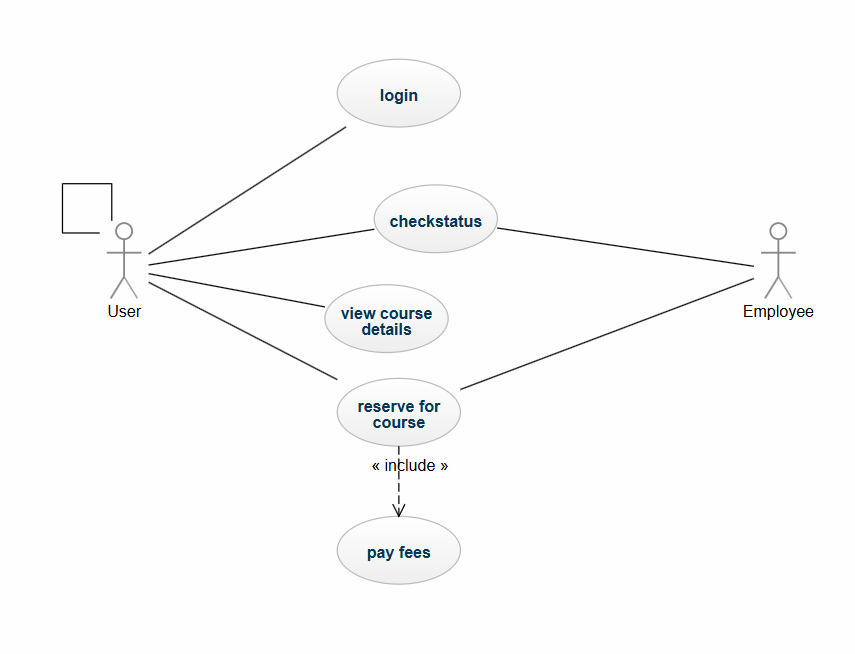 login
checkstatus
User
Employee
view course
details
reserve for
course
« include »
pay fees